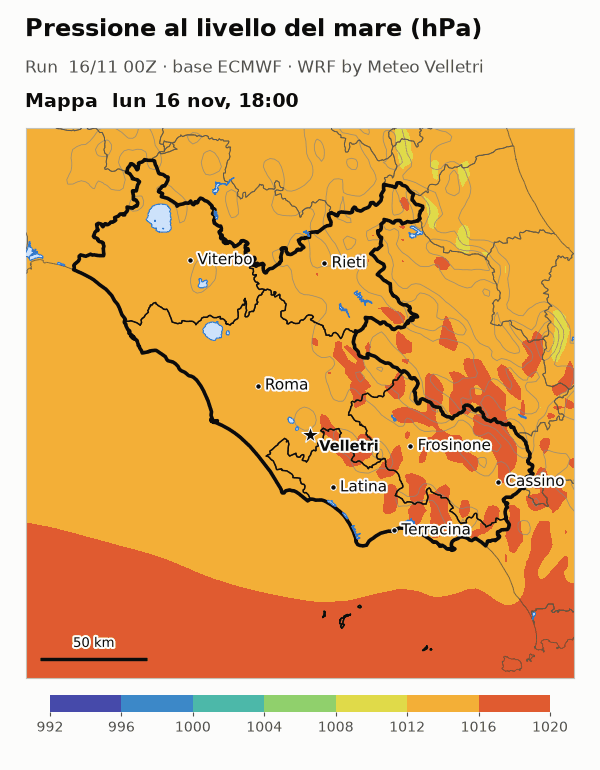 Pressione al livello del mare (hPa)
Run  16/11 00Z · base ECMWF · WRF by Meteo Velletri
Mappa  lun 16 nov, 18:00
Viterbo
Rieti
Roma
Velletri
Frosinone
Cassino
Latina
Terracina
50 km
992 996 1000 1004 1008 1012 1016 1020